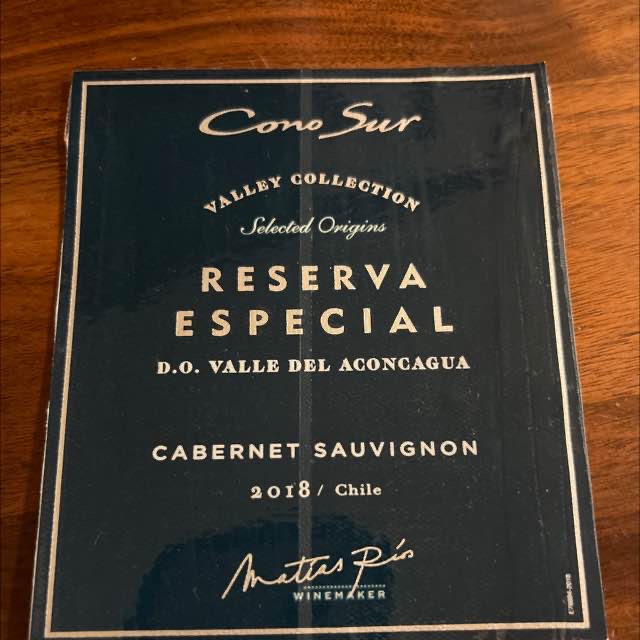 Cono Sur
VALLEY COLLECTION
Selected Origins
RESERVA
ESPECIAL
D.O. VALLE DEL ACONCAGUA
CABERNET SAUVIGNON
2018 / Chile
Matías Ríos
WINEMAKER